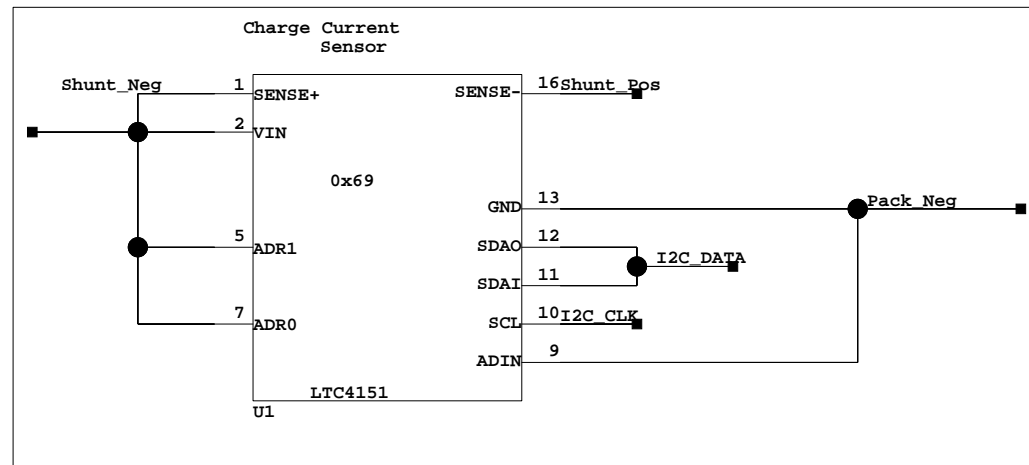 Charge Current
Sensor
Shunt_Neg
1
SENSE+
SENSE-
16
Shunt_Pos
2
VIN
0x69
GND
13
Pack_Neg
5
ADR1
SDAO
12
I2C_DATA
SDAI
11
7
ADR0
SCL
10
I2C_CLK
ADIN
9
LTC4151
U1